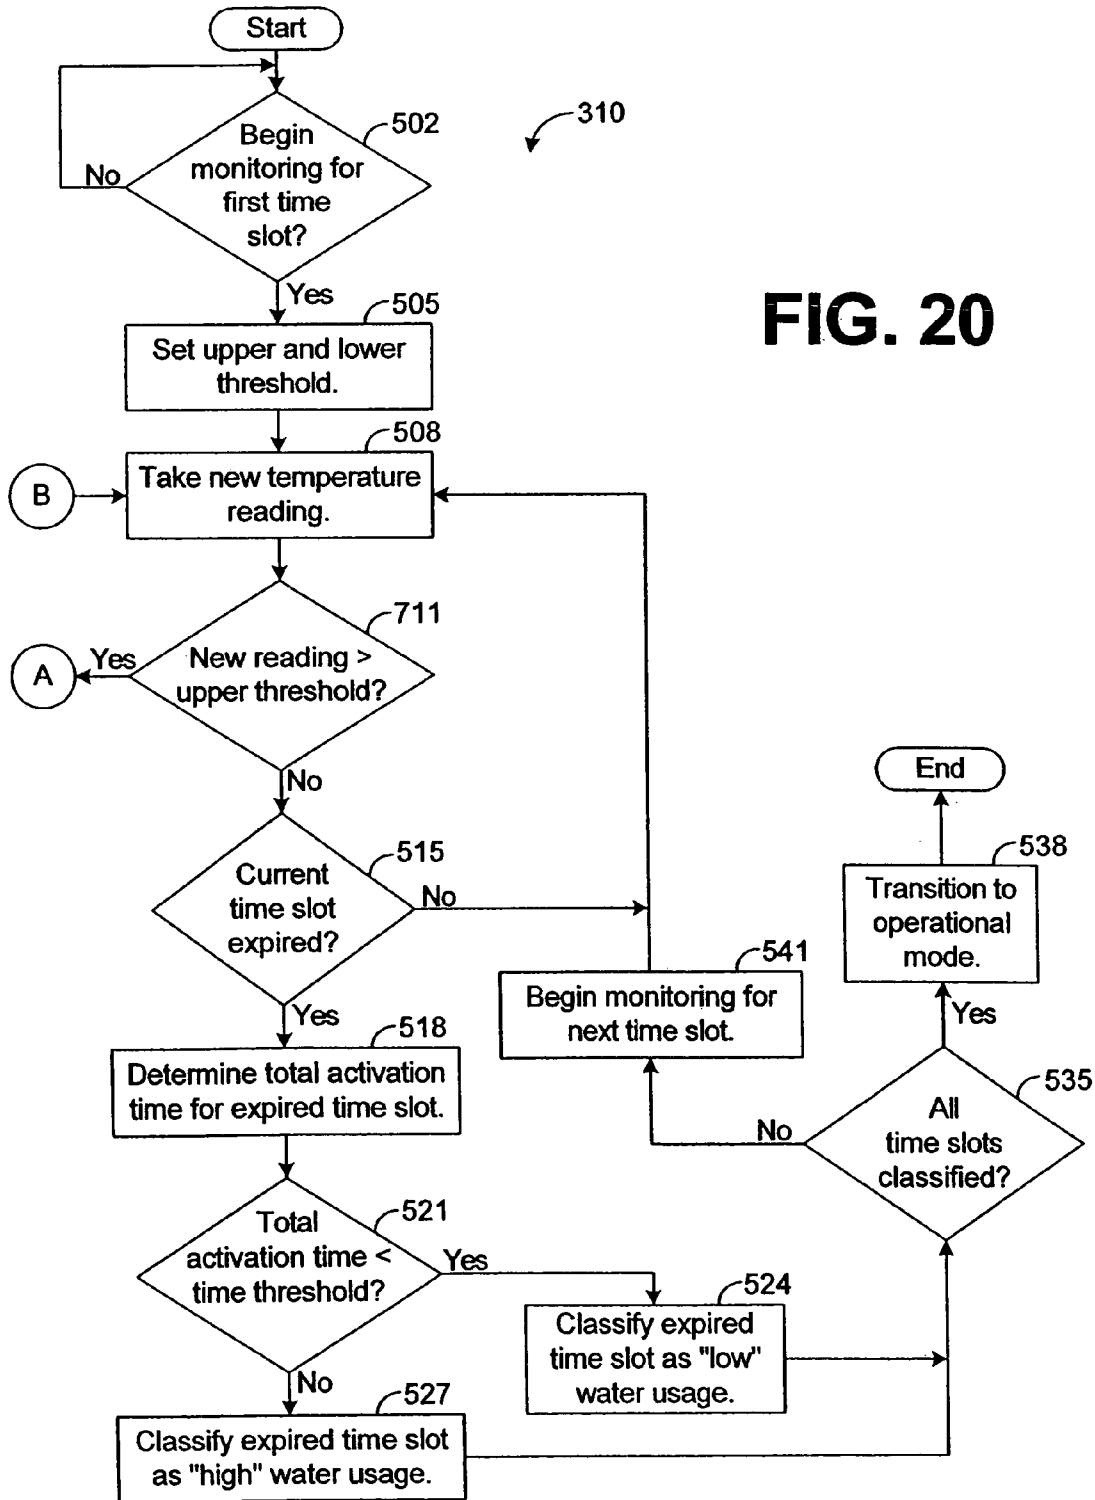 Start
502
310
Begin
monitoring for
first time
slot?
No
Yes
505
FIG. 20
Set upper and lower
threshold.
508
B
Take new temperature
reading.
711
A
Yes
New reading >
upper threshold?
No
515
Current
time slot
expired?
No
Yes
End
538
Transition to
operational
mode.
541
Begin monitoring for
next time slot.
Yes
518
Determine total activation
time for expired time slot.
535
All
time slots
classified?
No
521
Total
activation time <
time threshold?
Yes
524
Classify expired
time slot as "low"
water usage.
No
527
Classify expired time slot
as "high" water usage.